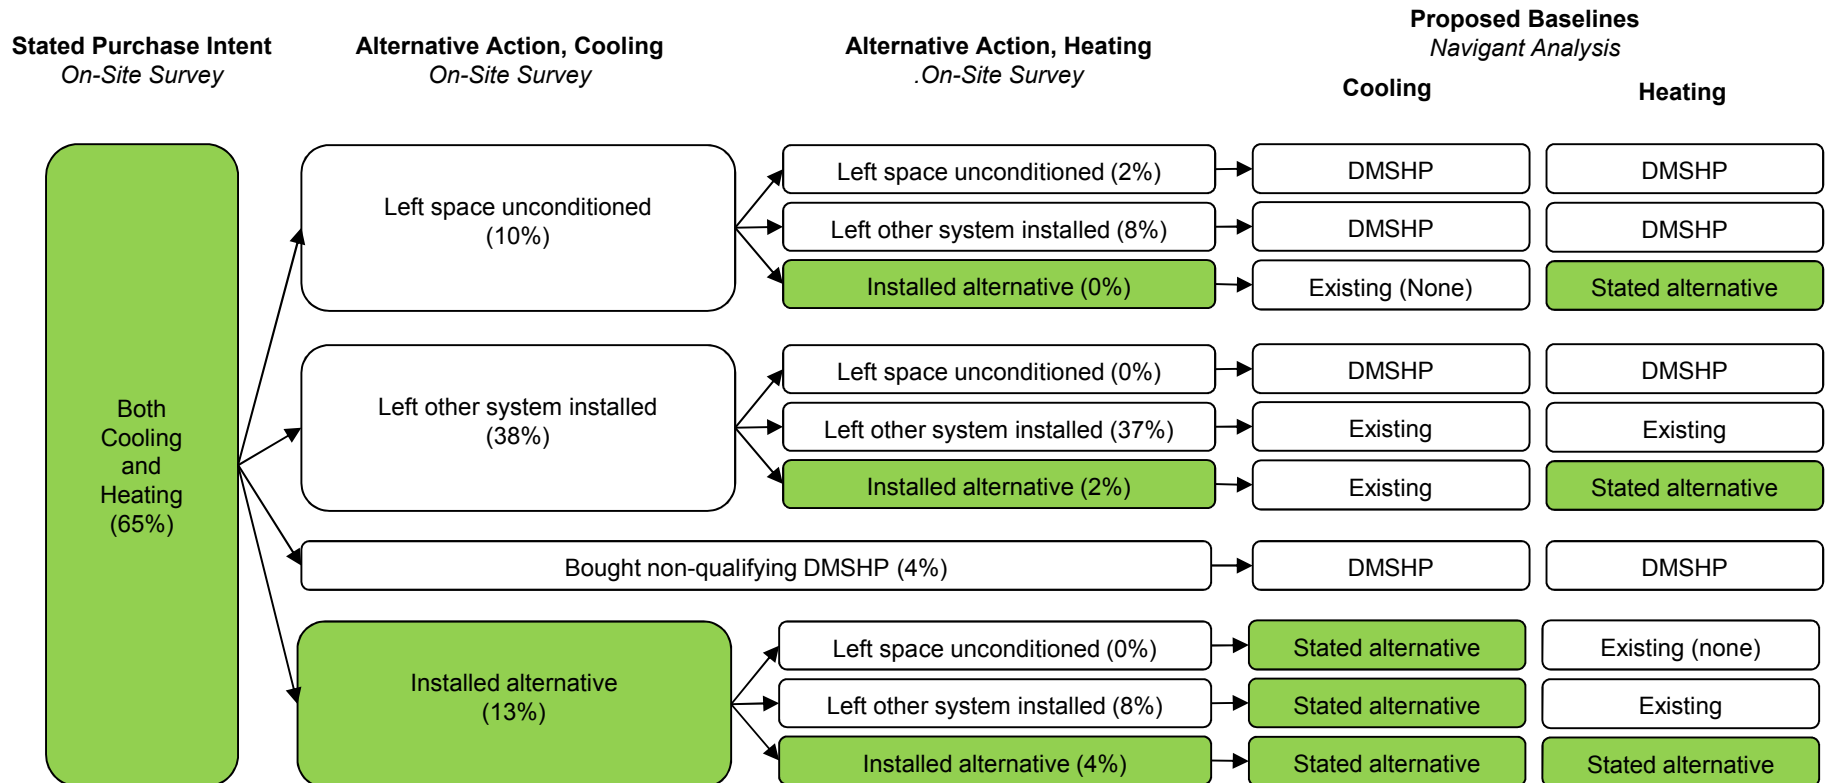 Stated Purchase Intent
On-Site Survey
Alternative Action, Cooling
On-Site Survey
Alternative Action, Heating
.On-Site Survey
Proposed Baselines
Navigant Analysis
Cooling
Heating
Both
Cooling
and
Heating
(65%)
Left space unconditioned
(10%)
Left space unconditioned (2%)
DMSHP
DMSHP
Left other system installed (8%)
DMSHP
DMSHP
Installed alternative (0%)
Existing (None)
Stated alternative
Left other system installed
(38%)
Left space unconditioned (0%)
DMSHP
DMSHP
Left other system installed (37%)
Existing
Existing
Installed alternative (2%)
Existing
Stated alternative
Bought non-qualifying DMSHP (4%)
DMSHP
DMSHP
Installed alternative
(13%)
Left space unconditioned (0%)
Stated alternative
Existing (none)
Left other system installed (8%)
Stated alternative
Existing
Installed alternative (4%)
Stated alternative
Stated alternative